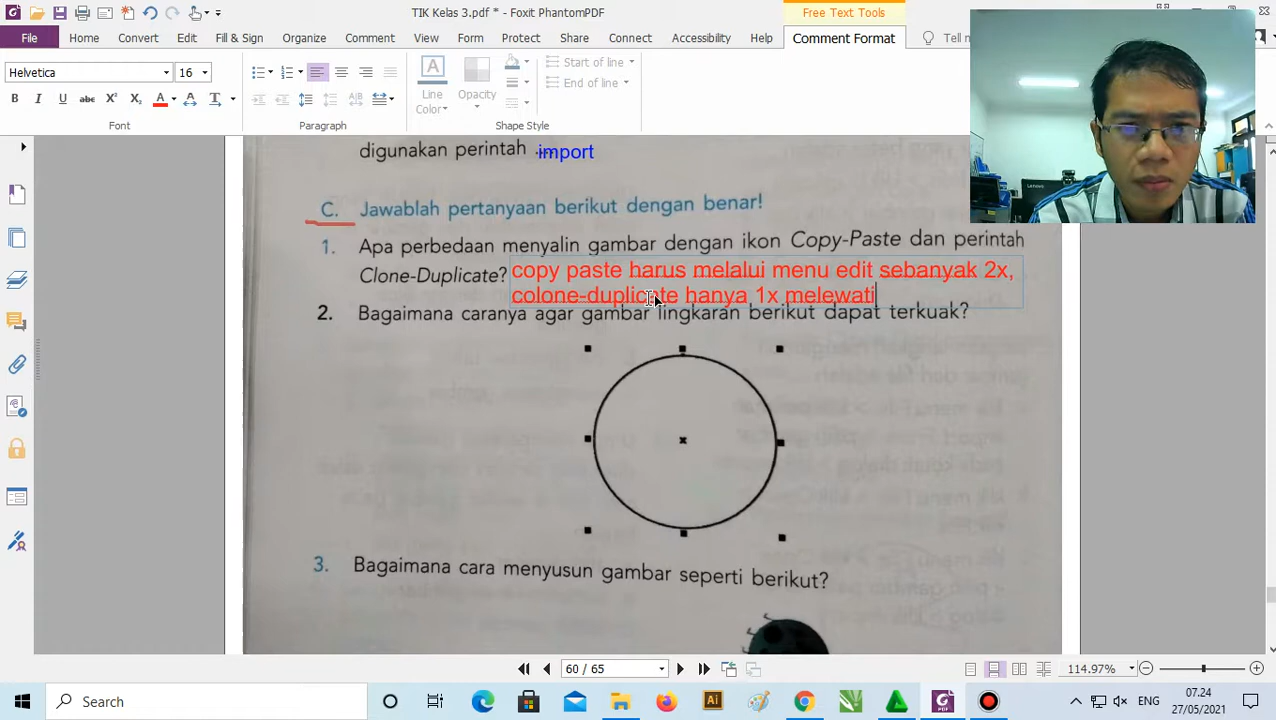 TIK Kelas 3.pdf * - Foxit PhantomPDF
Free Text Tools
File Home Convert Edit Fill & Sign Organize Comment View Form Protect Share Connect Accessibility Help Comment Format Tell
Helvetica 16
Line Color
Opacity
Start of line
End of line
Font
Paragraph
Shape Style
Lenovo
digunakan perintah ... import
C. Jawablah pertanyaan berikut dengan benar!
1. Apa perbedaan menyalin gambar dengan ikon Copy-Paste dan perintah
Clone-Duplicate? copy paste harus melalui menu edit sebanyak 2x,
colone-duplicate hanya 1x melewati
2. Bagaimana caranya agar gambar lingkaran berikut dapat terkuak?
3. Bagaimana cara menyusun gambar seperti berikut?
60 / 65
114.97%
Search
ENG
07.24
27/05/2021